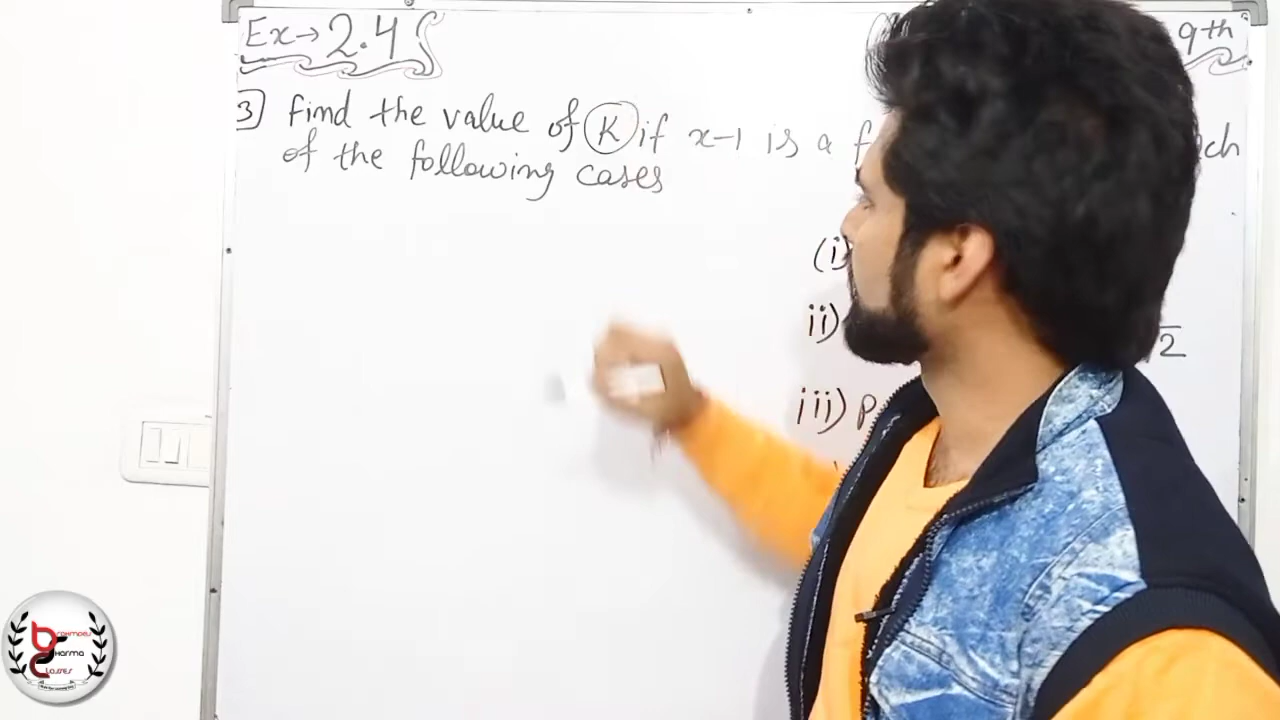 Ex→ 2.4
9th
3] find the value of K if x-1 is a f ch
of the following cases
(i)
ii) √2
iii) p